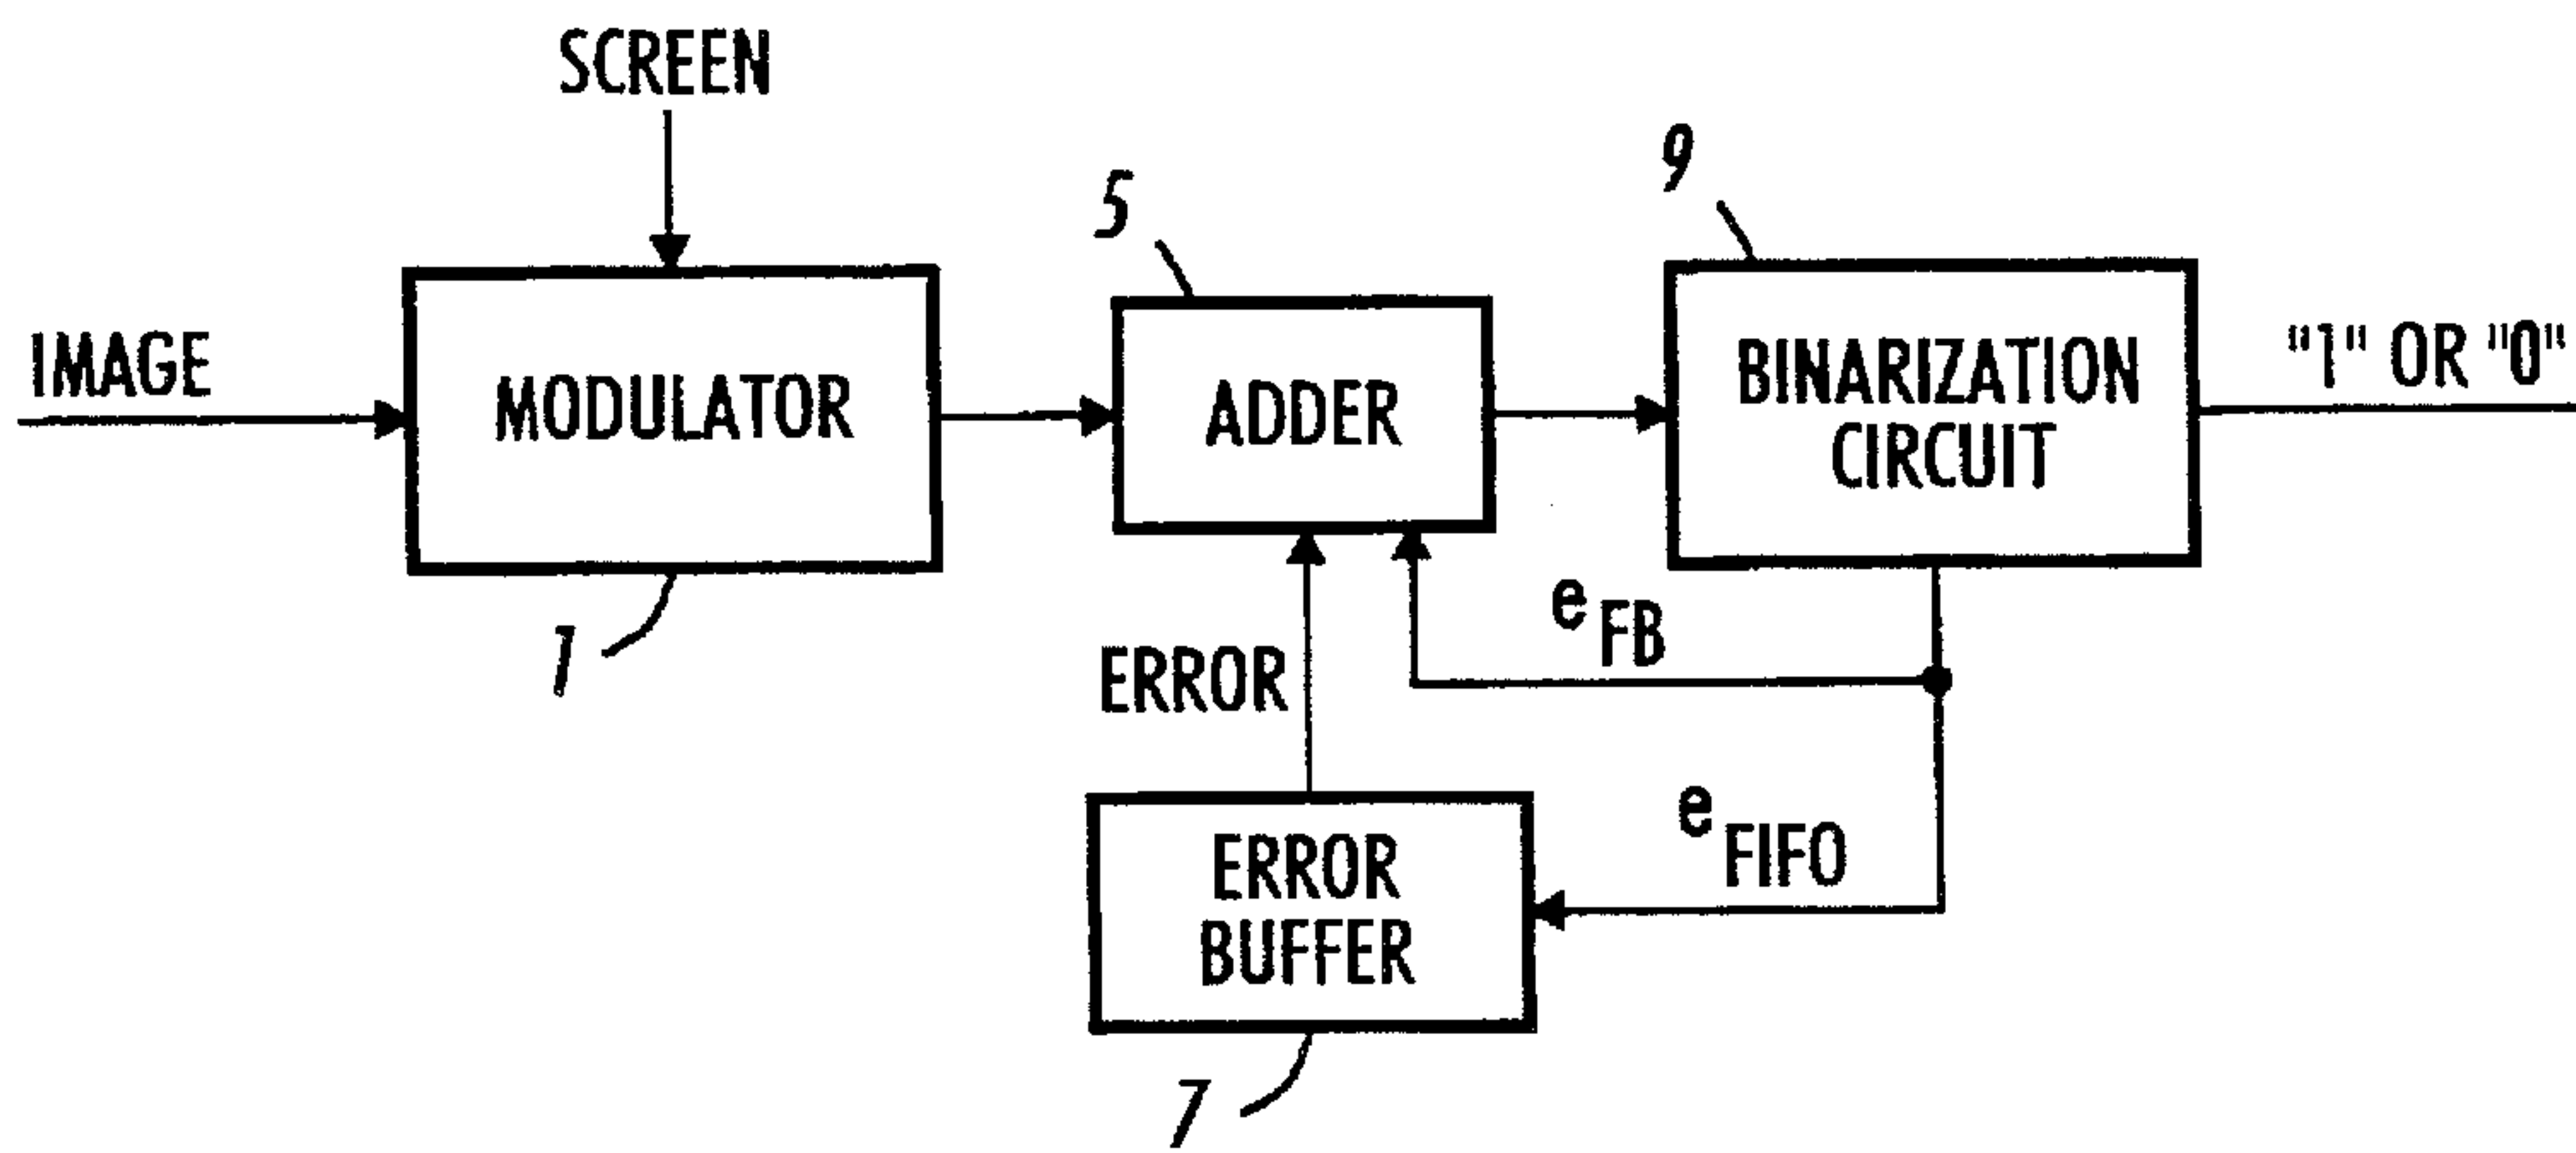 SCREEN
IMAGE
MODULATOR
1
5
ADDER
9
BINARIZATION
CIRCUIT
"1" OR "0"
ERROR
e FB
e FIFO
ERROR
BUFFER
7